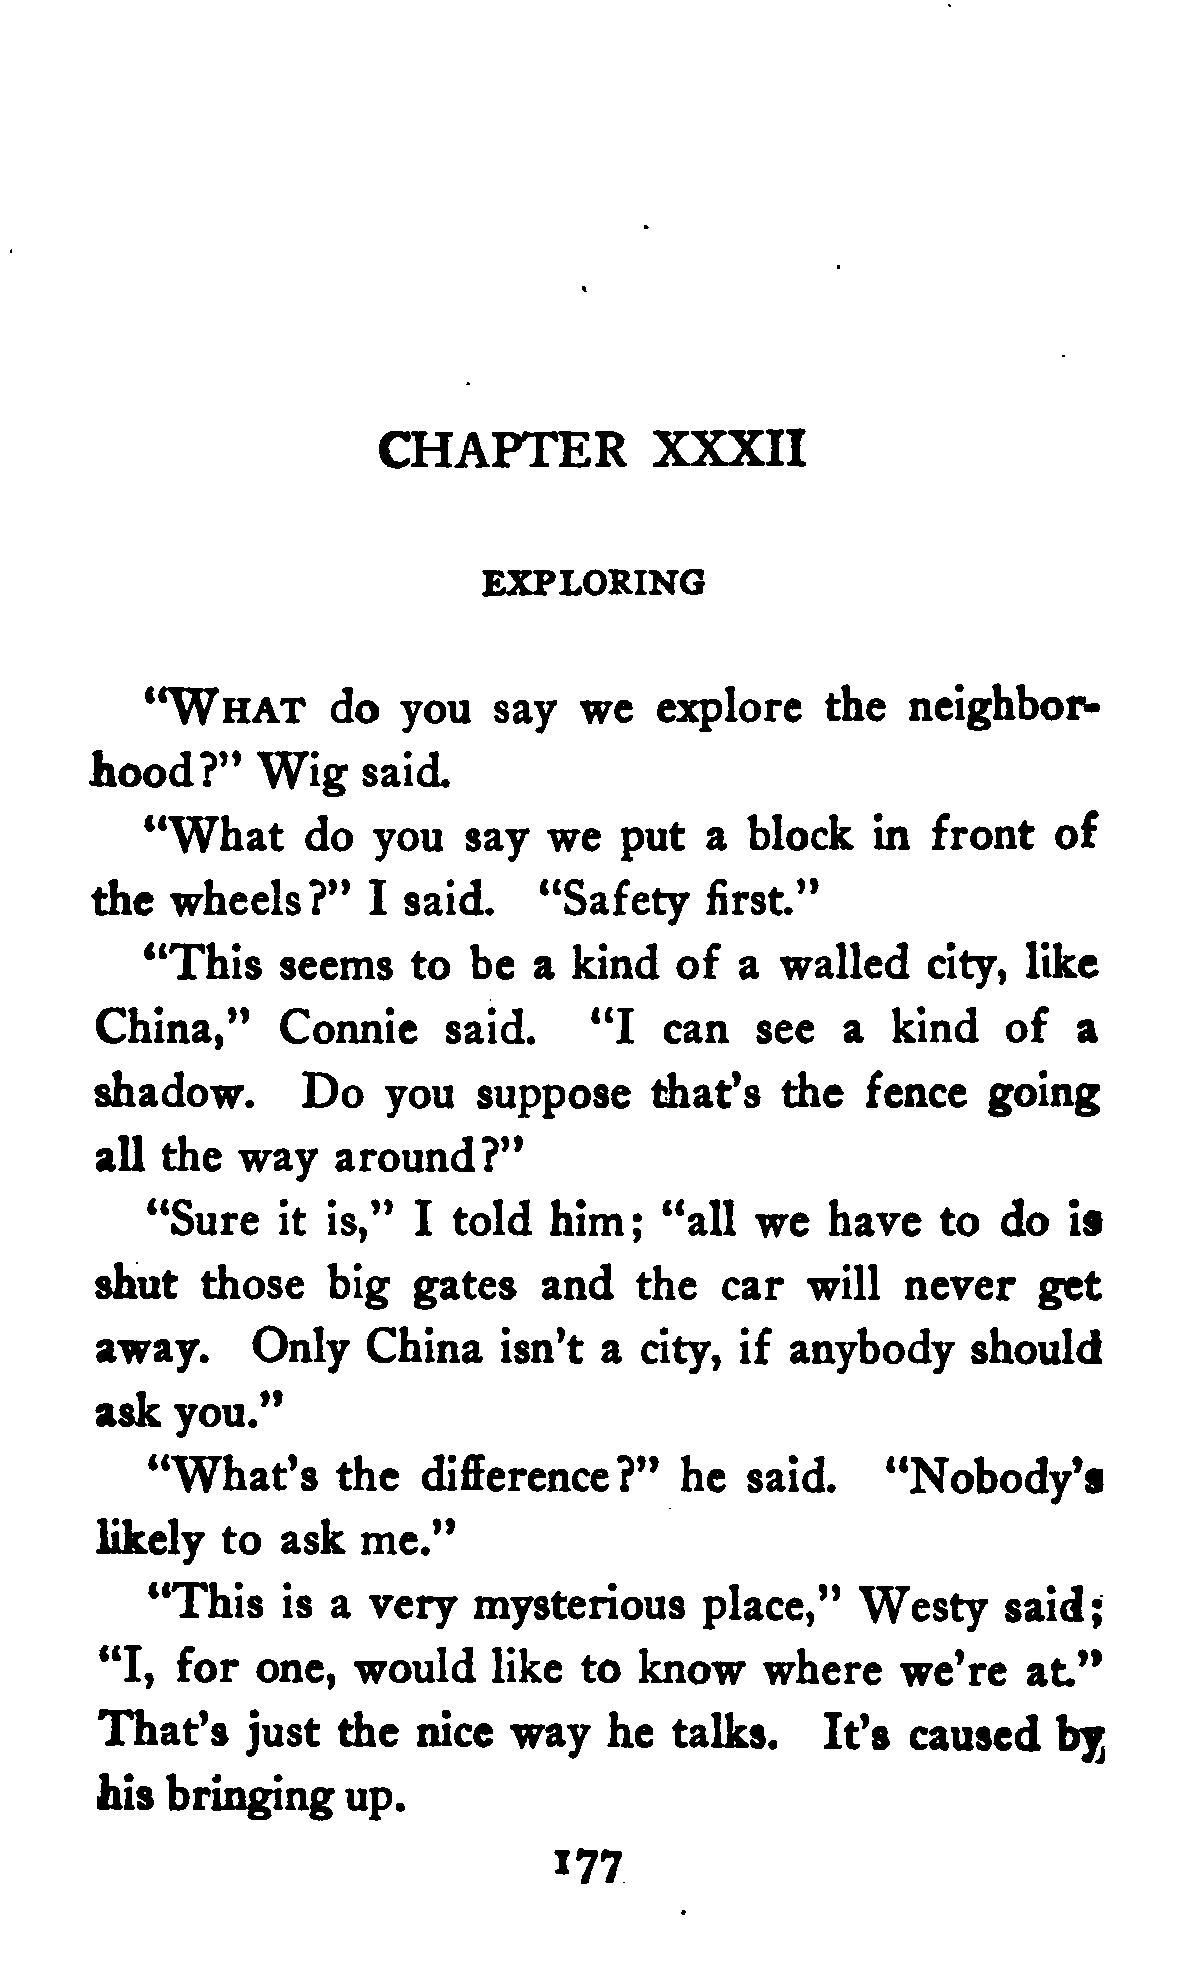 CHAPTER XXXII
EXPLORING
“WHAT do you say we explore the neighbor-
hood?” Wig said.
“What do you say we put a block in front of
the wheels?” I said. “Safety first.”
“This seems to be a kind of a walled city, like
China,” Connie said. “I can see a kind of a
shadow. Do you suppose that’s the fence going
all the way around?”
“Sure it is,” I told him; “all we have to do is
shut those big gates and the car will never get
away. Only China isn’t a city, if anybody should
ask you.”
“What’s the difference?” he said. “Nobody’s
likely to ask me.”
“This is a very mysterious place,” Westy said;
“I, for one, would like to know where we’re at.”
That’s just the nice way he talks. It’s caused by
his bringing up.
177